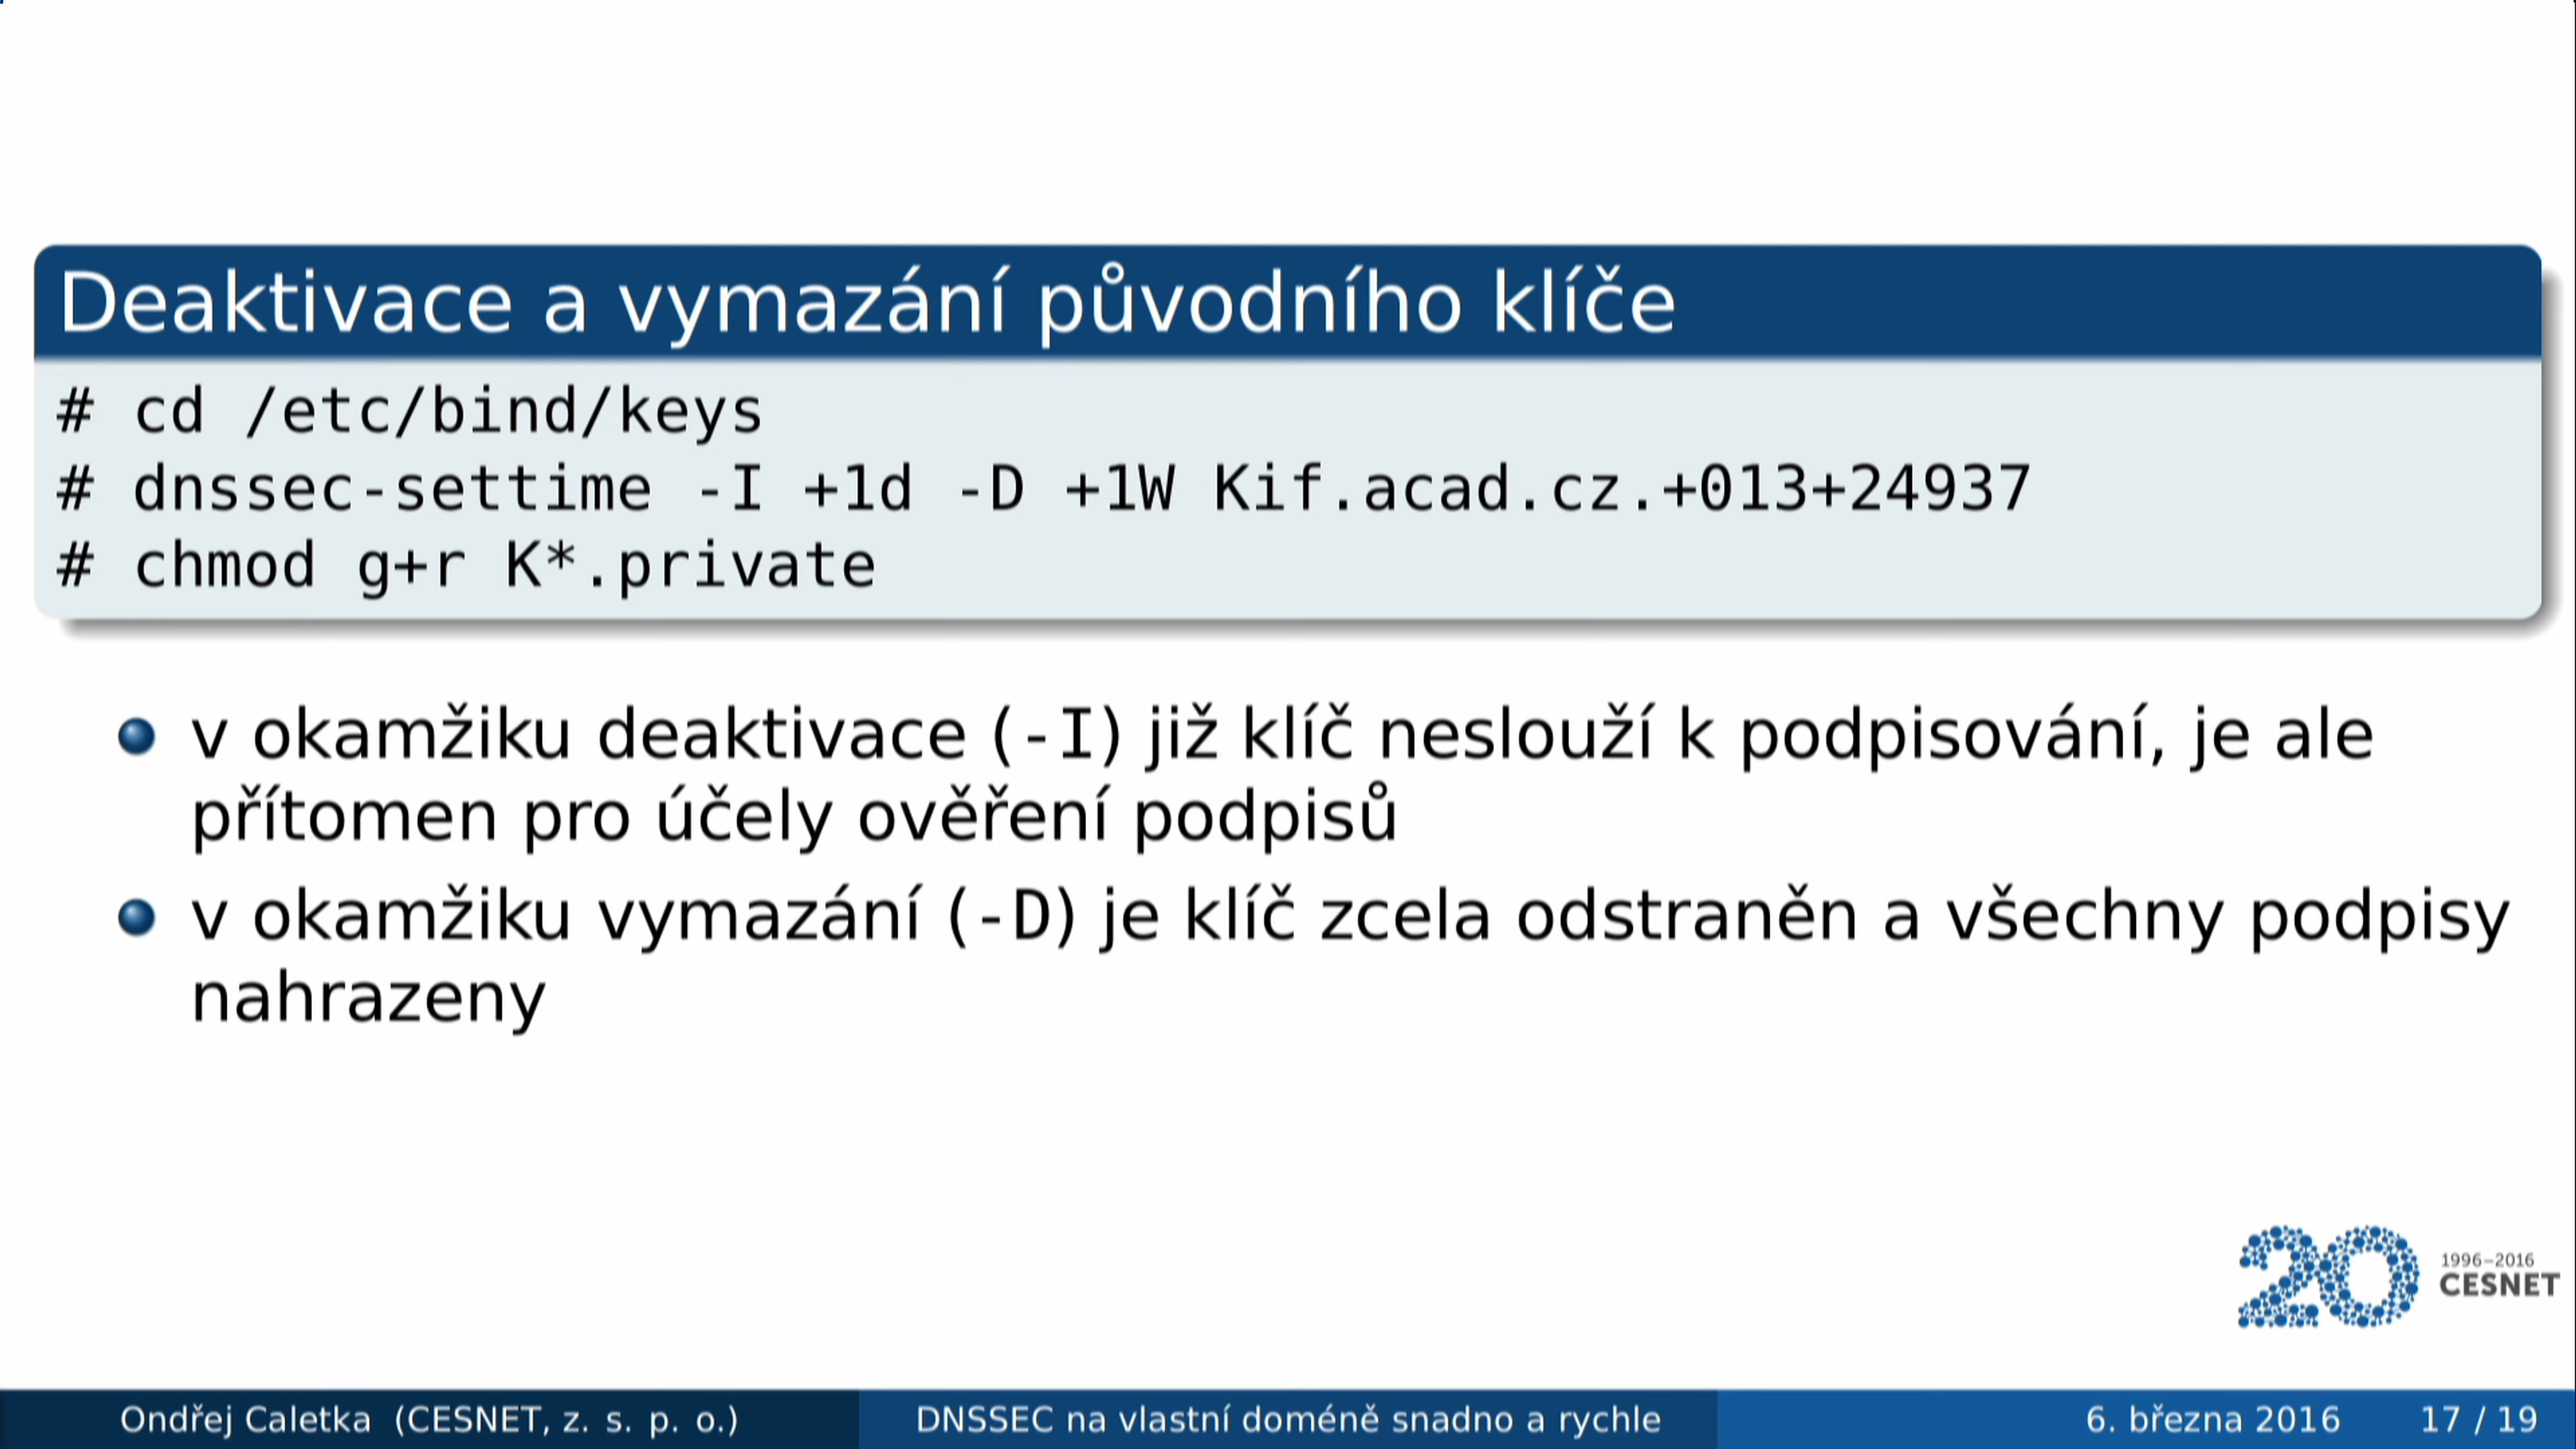 Deaktivace a vymazání původního klíče
# cd /etc/bind/keys
# dnssec-settime -I +1d -D +1W Kif.acad.cz.+013+24937
# chmod g+r K*.private
v okamžiku deaktivace (-I) již klíč neslouží k podpisování, je ale
přítomen pro účely ověření podpisů
v okamžiku vymazání (-D) je klíč zcela odstraněn a všechny podpisy
nahrazeny
20
1996–2016
CESNET
Ondřej Caletka (CESNET, z. s. p. o.)
DNSSEC na vlastní doméně snadno a rychle
6. března 2016
17 / 19